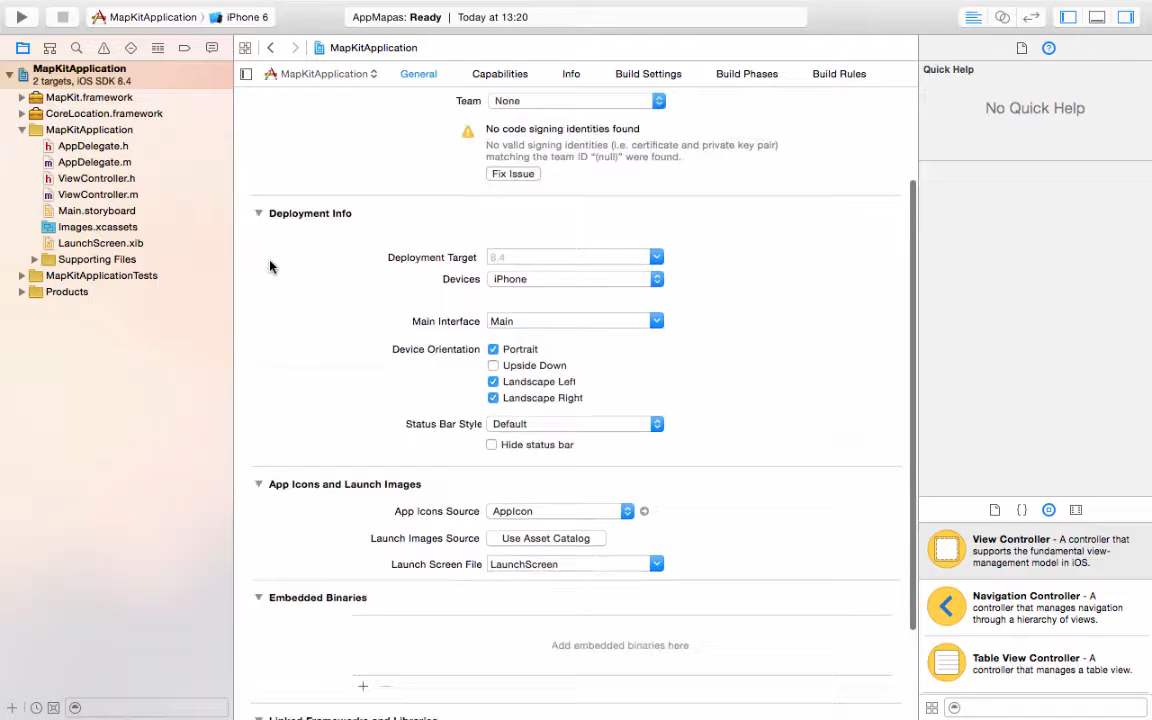 MapKitApplication
iPhone 6
AppMapas: Ready | Today at 13:20
MapKitApplication
2 targets, iOS SDK 8.4
MapKit.framework
CoreLocation.framework
MapKitApplication
AppDelegate.h
AppDelegate.m
ViewController.h
ViewController.m
Main.storyboard
Images.xcassets
LaunchScreen.xib
Supporting Files
MapKitApplicationTests
Products
MapKitApplication
MapKitApplication
General
Capabilities
Info
Build Settings
Build Phases
Build Rules
Team None
No code signing identities found
No valid signing identities (i.e. certificate and private key pair)
matching the team ID "(null)" were found.
Fix Issue
Deployment Info
Deployment Target 8.4
Devices iPhone
Main Interface Main
Device Orientation Portrait
Upside Down
Landscape Left
Landscape Right
Status Bar Style Default
Hide status bar
App Icons and Launch Images
App Icons Source AppIcon
Launch Images Source Use Asset Catalog
Launch Screen File LaunchScreen
Embedded Binaries
Add embedded binaries here
Linked Frameworks and Libraries
Quick Help
No Quick Help
View Controller - A controller that
supports the fundamental view-
management model in iOS.
Navigation Controller - A
controller that manages navigation
through a hierarchy of views.
Table View Controller - A
controller that manages a table view.